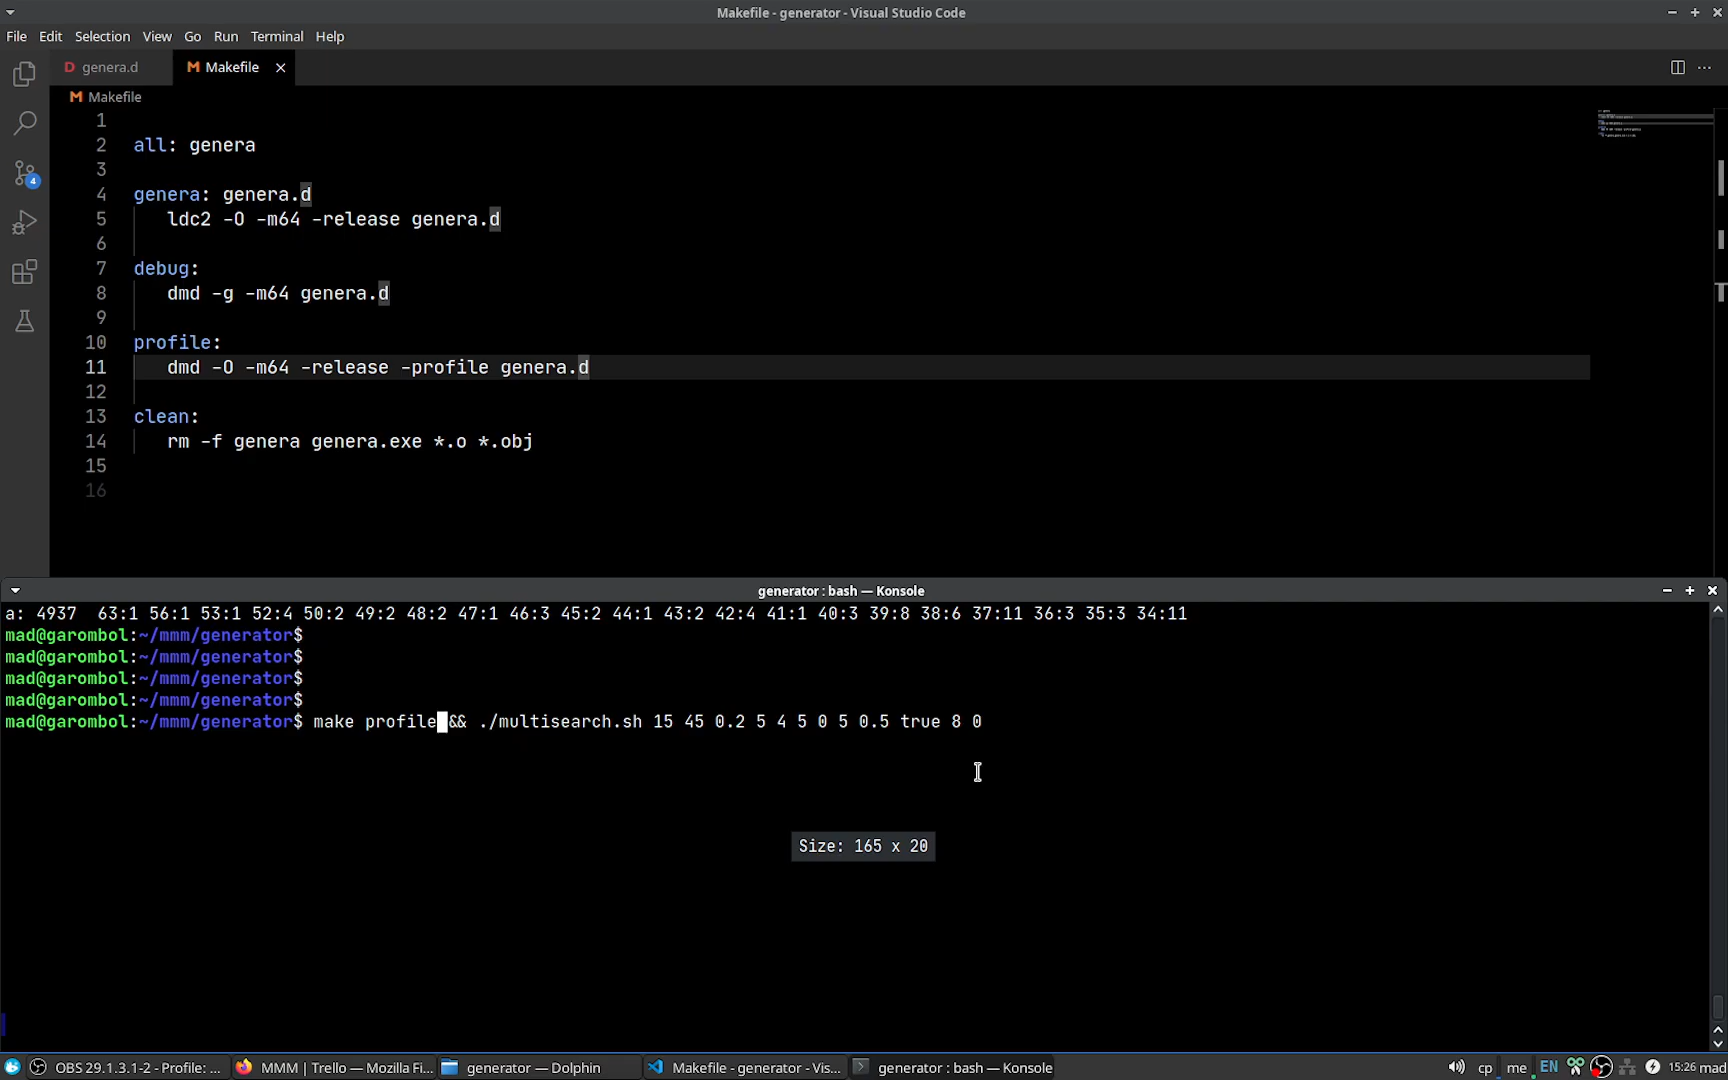 Makefile - generator - Visual Studio Code
File Edit Selection View Go Run Terminal Help
D genera.d M Makefile
M Makefile
1
2 all: genera
3
4 genera: genera.d
5 ldc2 -O -m64 -release genera.d
6
7 debug:
8 dmd -g -m64 genera.d
9
10 profile:
11 dmd -O -m64 -release -profile genera.d
12
13 clean:
14 rm -f genera genera.exe *.o *.obj
15
16
4
generator : bash — Konsole
a: 4937 63:1 56:1 53:1 52:4 50:2 49:2 48:2 47:1 46:3 45:2 44:1 43:2 42:4 41:1 40:3 39:8 38:6 37:11 36:3 35:3 34:11
mad@garombol:~/mmm/generator$
mad@garombol:~/mmm/generator$
mad@garombol:~/mmm/generator$
mad@garombol:~/mmm/generator$
mad@garombol:~/mmm/generator$ make profile && ./multisearch.sh 15 45 0.2 5 4 5 0 5 0.5 true 8 0
Size: 165 x 20
OBS 29.1.3.1-2 - Profile: ... MMM | Trello — Mozilla Fi... generator — Dolphin Makefile - generator - Vis... generator : bash — Konsole cp me EN 15:26 mad